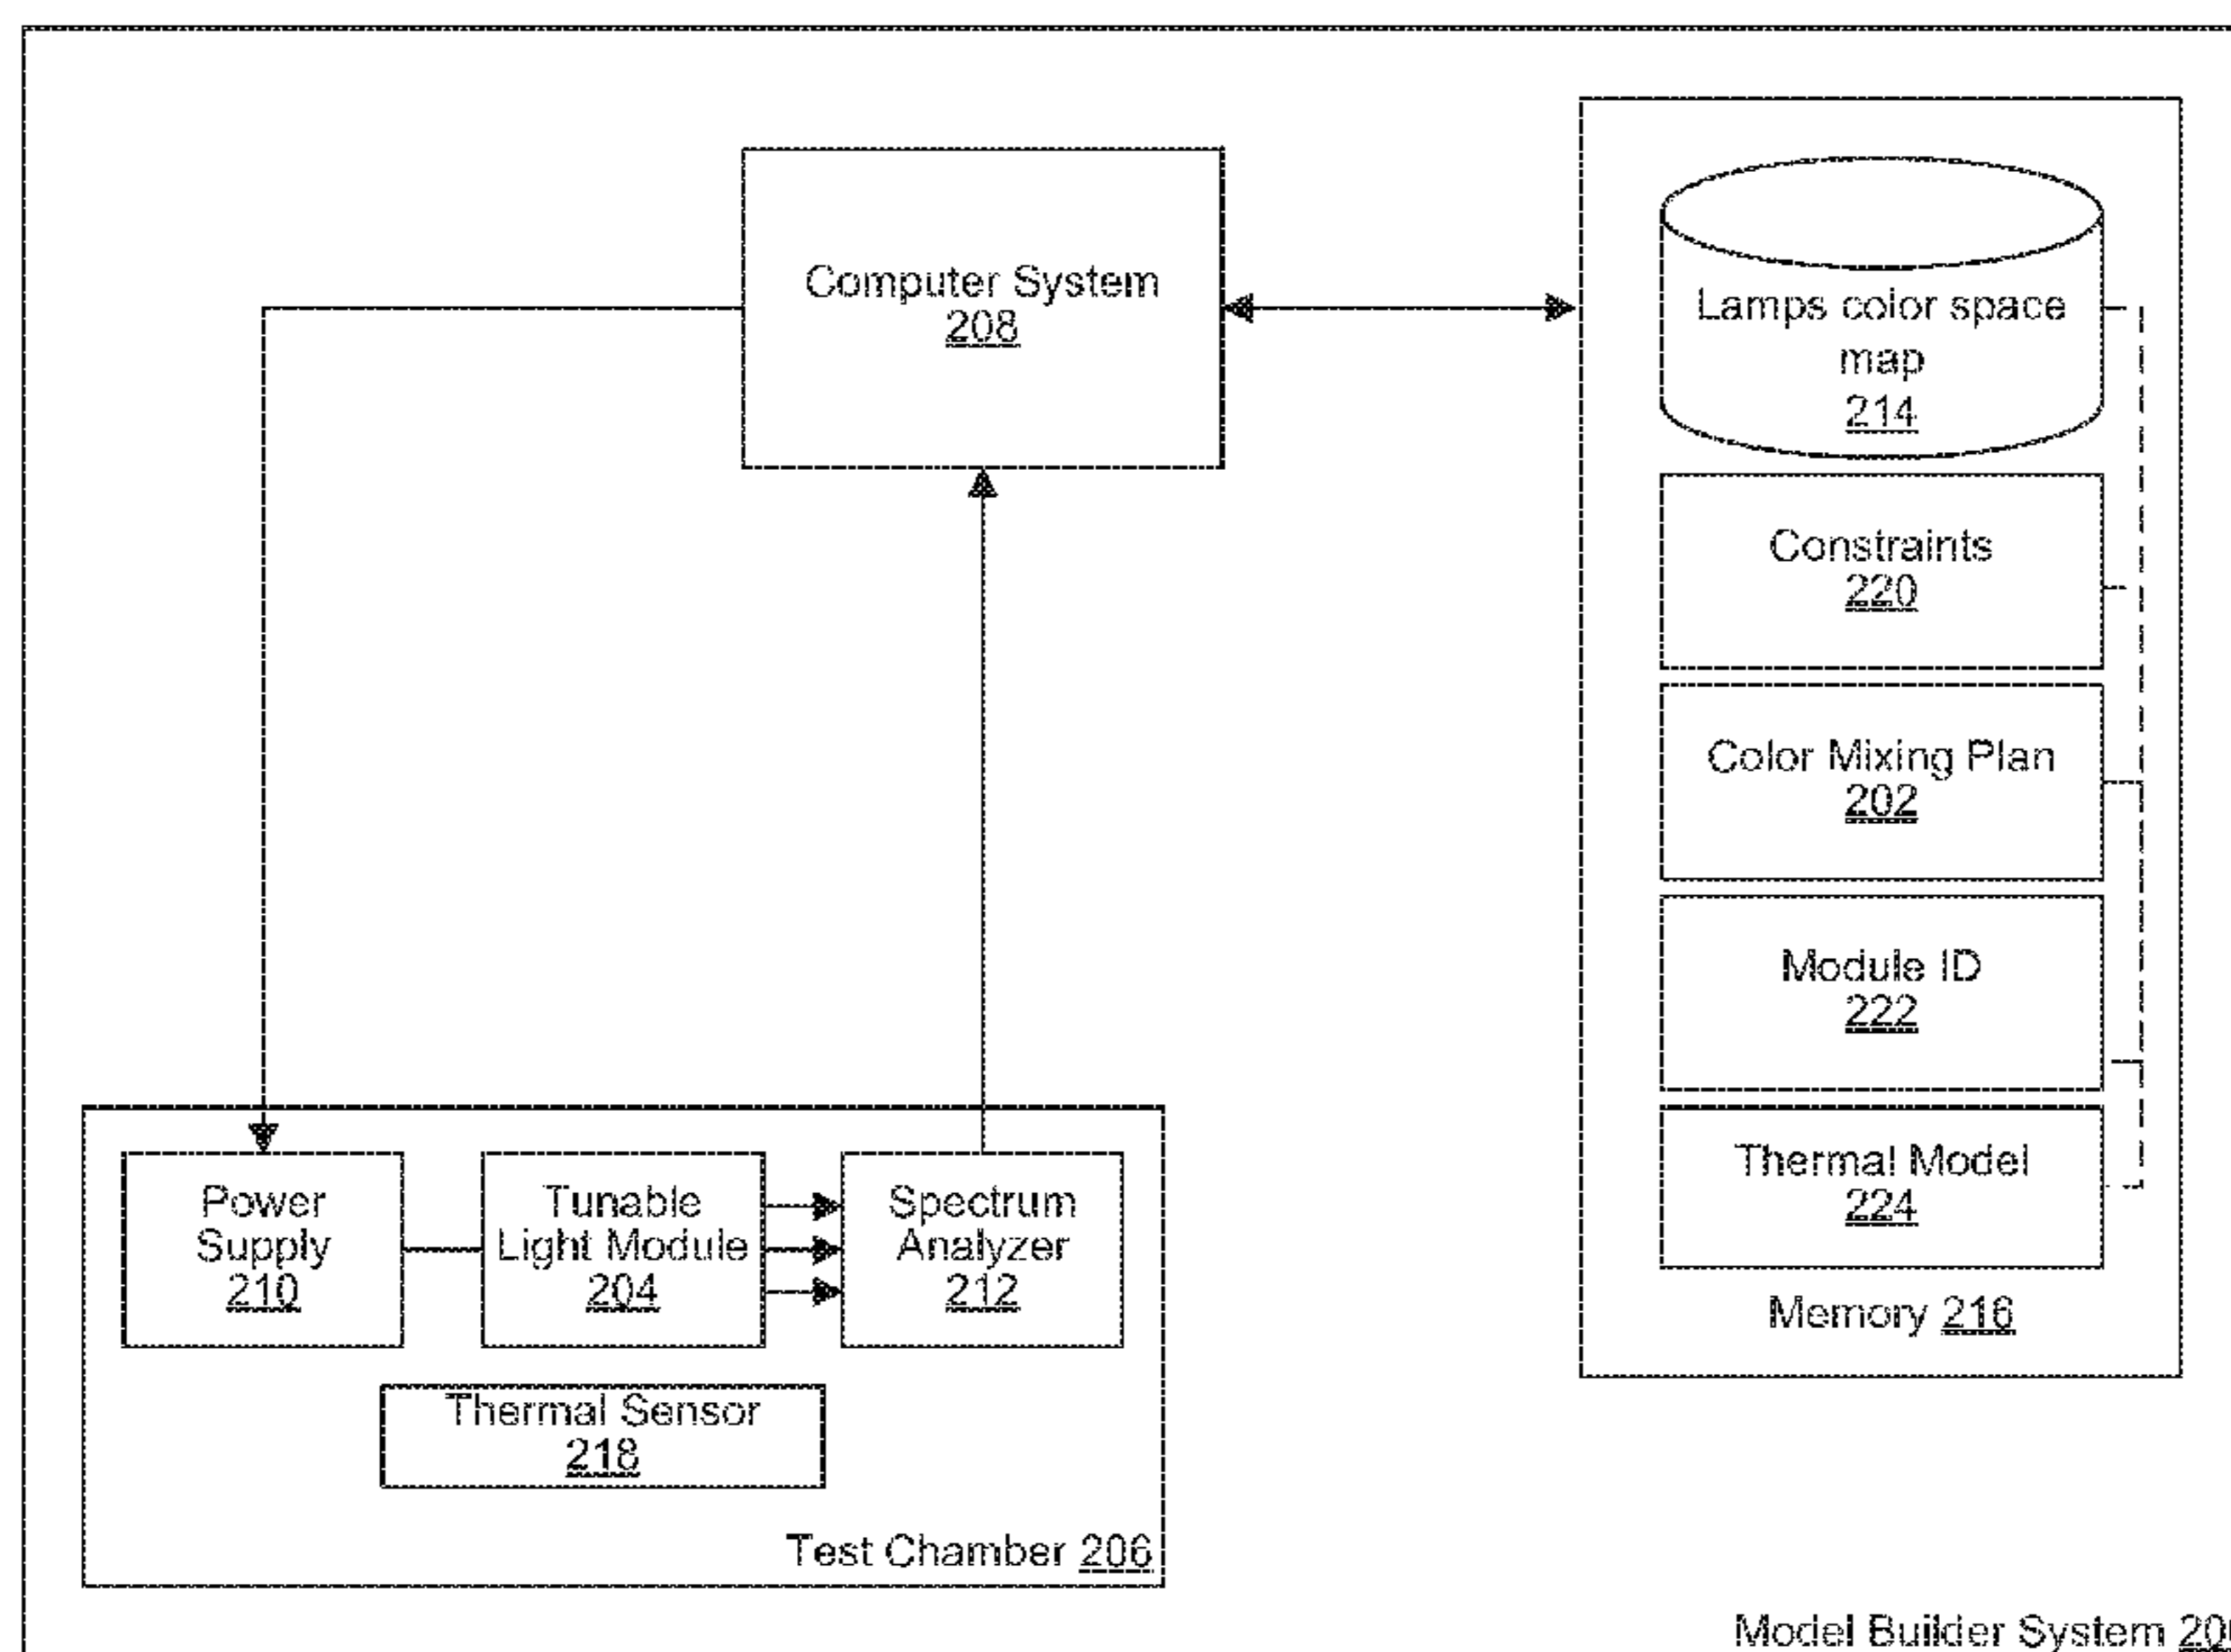 Computer System
208
Lamps color space
map
214
Constraints
220
Color Mixing Plan
202
Module ID
222
Thermal Model
224
Memory 216
Power
Supply
210
Tunable
Light Module
204
Spectrum
Analyzer
212
Thermal Sensor
218
Test Chamber 206
Model Builder System